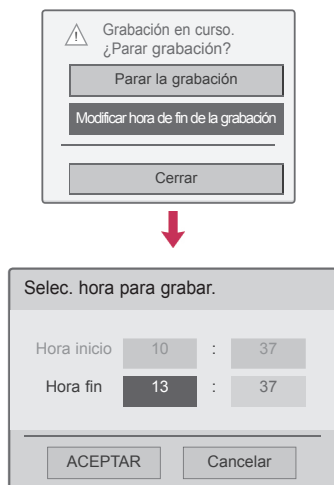 Grabación en curso.
¿Parar grabación?
Parar la grabación
Modificar hora de fin de la grabación
Cerrar
Selec. hora para grabar.
Hora inicio 10 : 37
Hora fin 13 : 37
ACEPTAR Cancelar